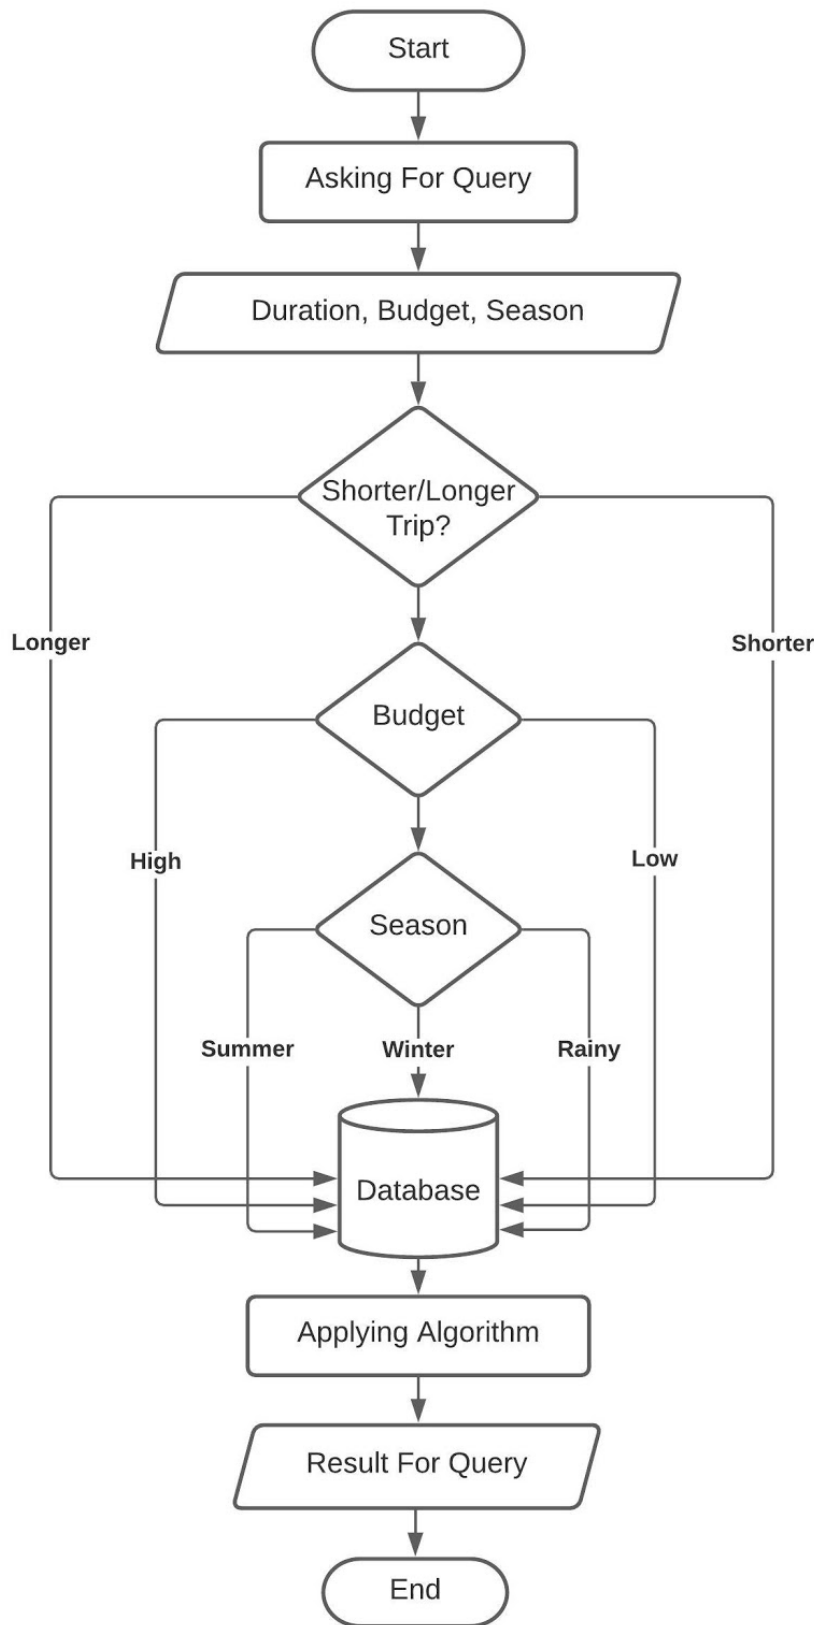 Start
Asking For Query
Duration, Budget, Season
Shorter/Longer
Trip?
Longer
Shorter
Budget
High
Low
Season
Summer
Winter
Rainy
Database
Applying Algorithm
Result For Query
End